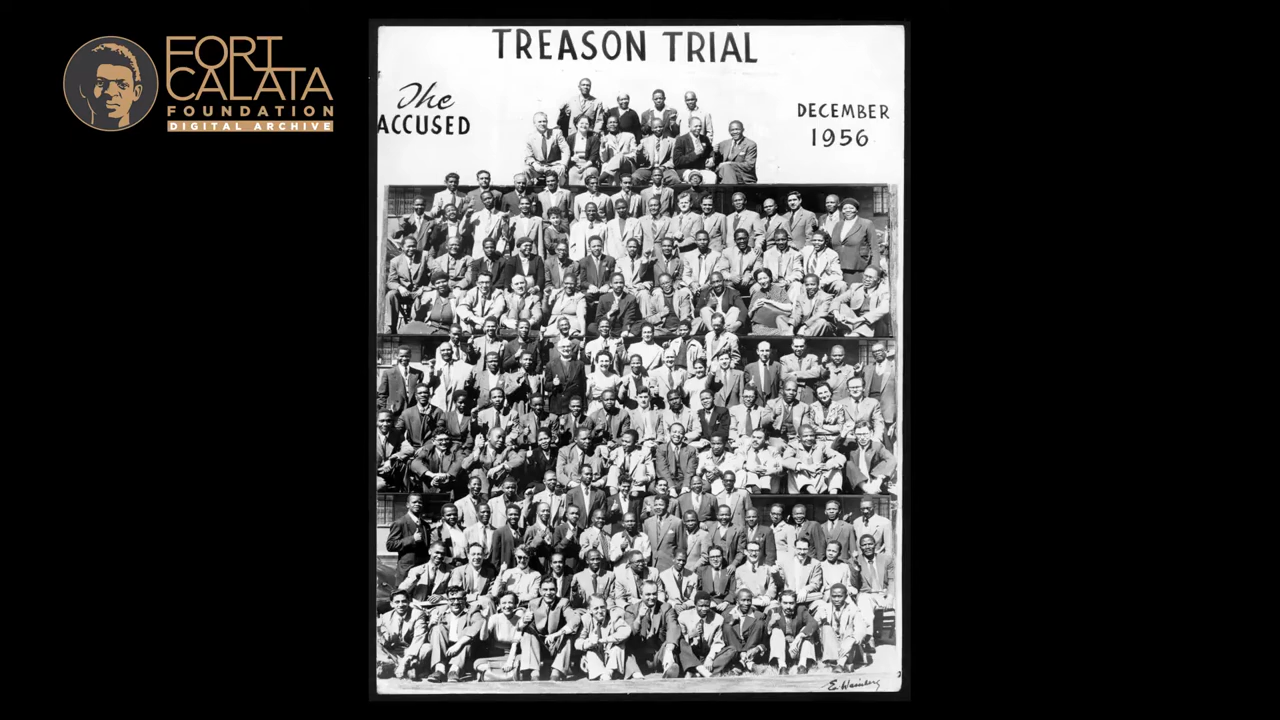 FORT
CALATA
FOUNDATION
DIGITAL ARCHIVE
TREASON TRIAL
The
ACCUSED
DECEMBER
1956